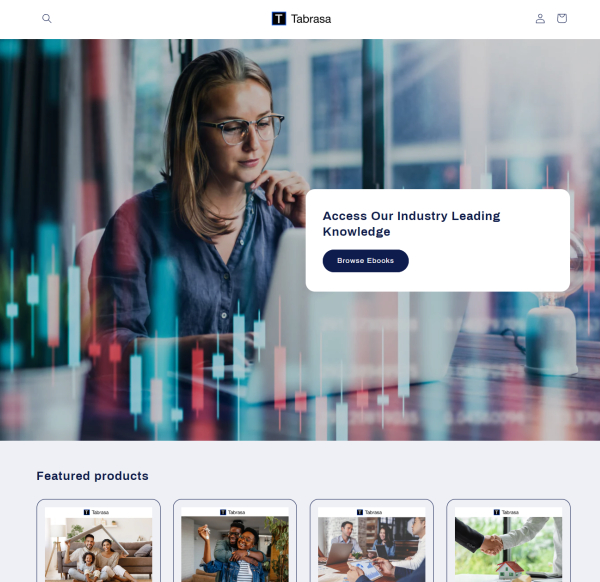 T Tabrasa
Access Our Industry Leading
Knowledge
Browse Ebooks
Featured products
T Tabrasa
T Tabrasa
T Tabrasa
T Tabrasa